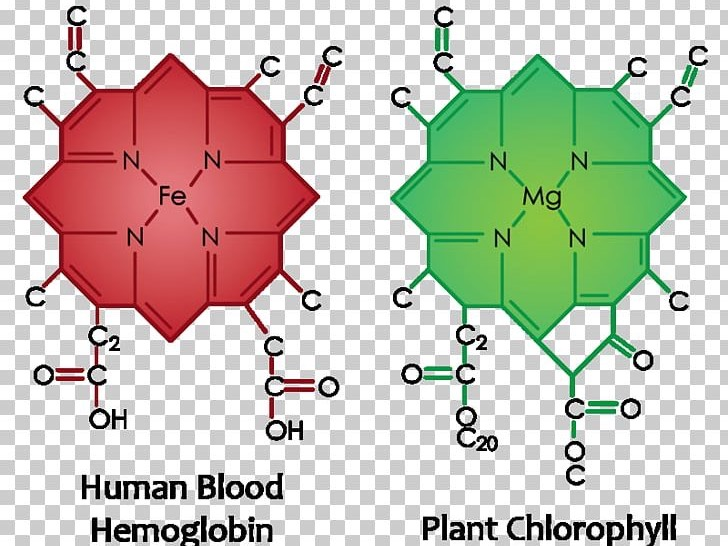 C C
C C C C C C
C C
N N N N
Fe Mg
N N N N
C C C C
C2 C C2
O C C O O C O
OH OH O C O
C20 O
C
Human Blood
Hemoglobin
Plant Chlorophyll